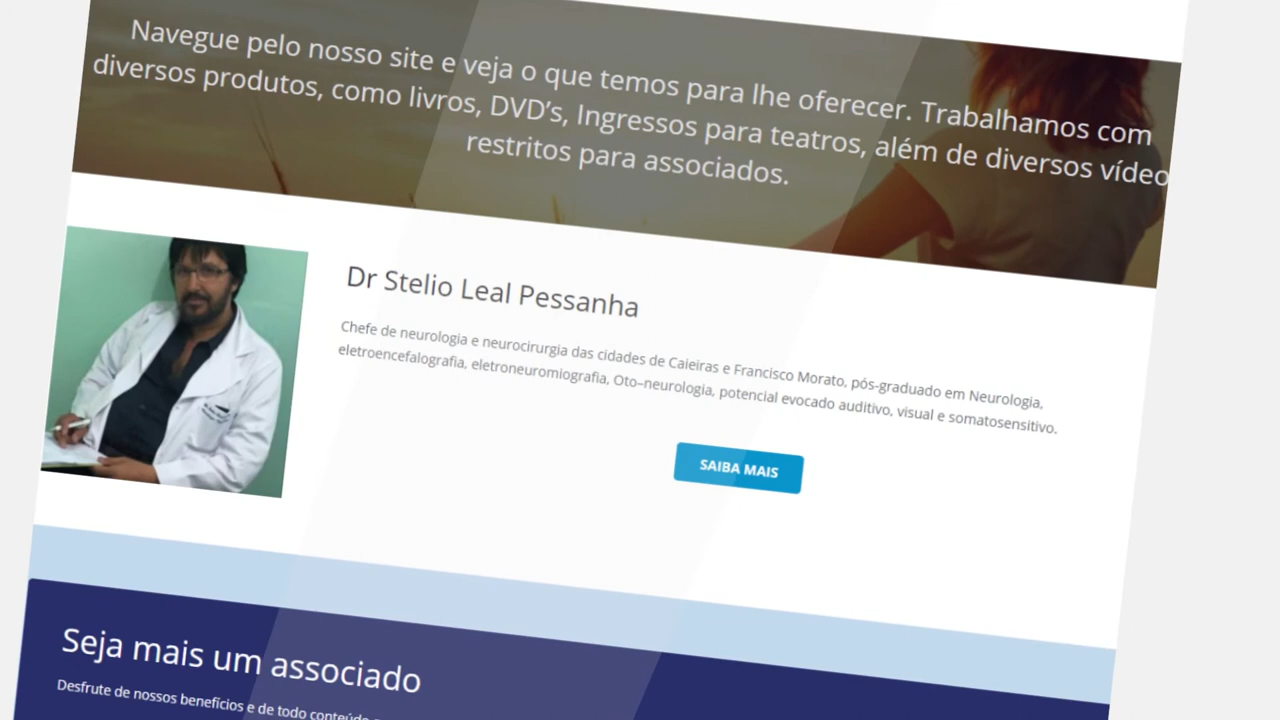 Navegue pelo nosso site e veja o que temos para lhe oferecer. Trabalhamos com
diversos produtos, como livros, DVD's, Ingressos para teatros, além de diversos vídeo
restritos para associados.
Dr Stelio Leal Pessanha
Chefe de neurologia e neurocirurgia das cidades de Caieiras e Francisco Morato, pós-graduado em Neurologia,
eletroencefalografia, eletroneuromiografia, Oto–neurologia, potencial evocado auditivo, visual e somatosensitivo.
SAIBA MAIS
Seja mais um associado
Desfrute de nossos benefícios e de todo conteúdo